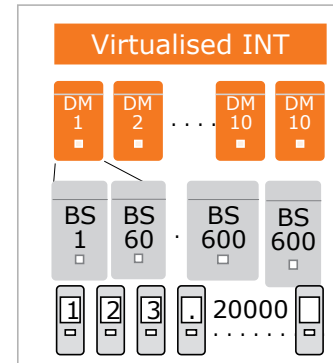 Virtualised INT
DM 1 DM 2 . . . . DM 10 DM 10
BS 1 BS 60 . BS 600 BS 600
1 2 3 . 20000
. . . . . .